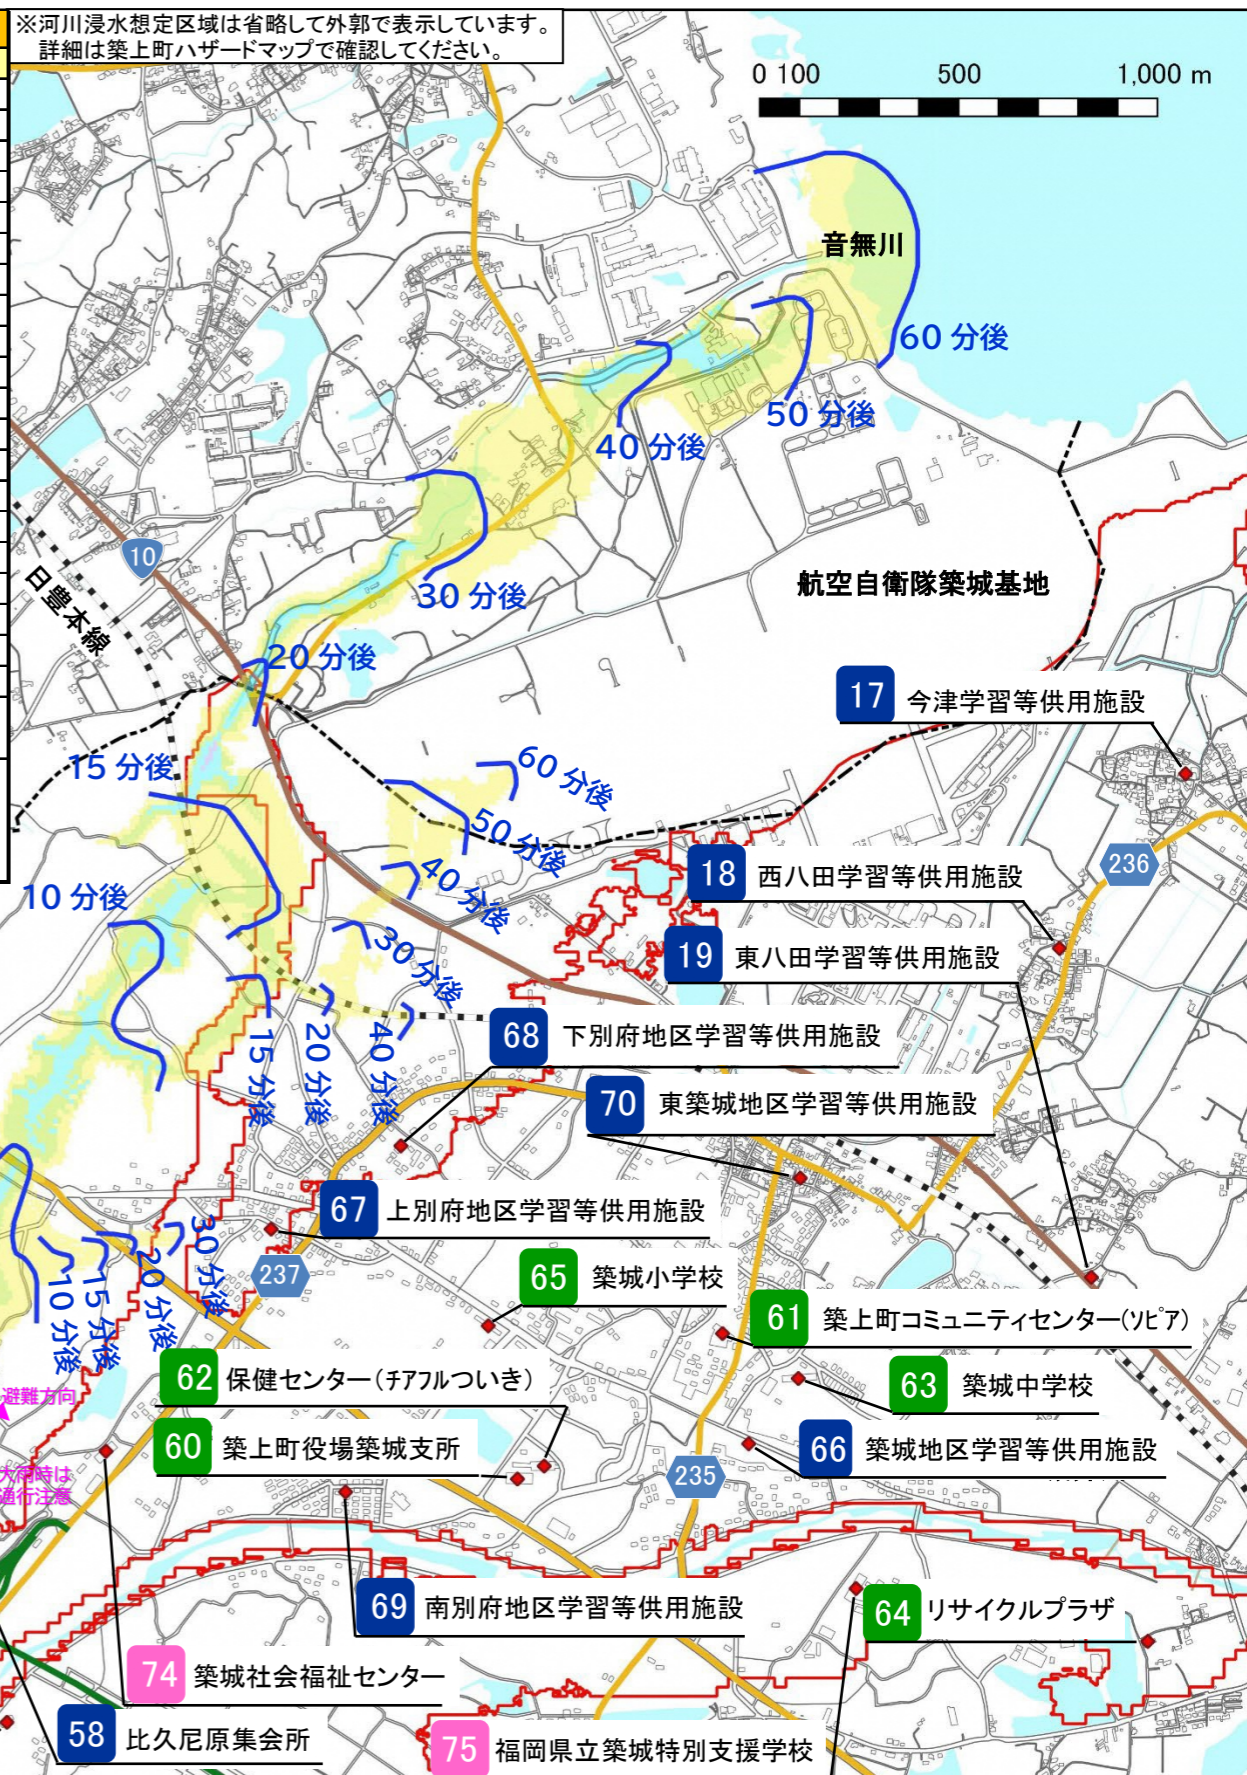 ※河川浸水想定区域は省略して外郭で表示しています。
詳細は築上町ハザードマップで確認してください。
0 100 500 1,000 m
音無川
60 分後
50 分後
40 分後
10
日豊本線
30 分後
航空自衛隊築城基地
20 分後
17 今津学習等供用施設
15 分後
60 分後
50 分後
40 分後
236
18 西八田学習等供用施設
10 分後
30 分後
19 東八田学習等供用施設
15 分後
20 分後
40 分後
68 下別府地区学習等供用施設
70 東築城地区学習等供用施設
67 上別府地区学習等供用施設
10 分後
15 分後
20 分後
30 分後
237
65 築城小学校
61 築上町コミュニティセンター(ソピア)
62 保健センター(チアフルついき)
63 築城中学校
避難方向
60 築上町役場築城支所
66 築城地区学習等供用施設
235
大雨時は
通行注意
69 南別府地区学習等供用施設
64 リサイクルプラザ
74 築城社会福祉センター
58 比久尼原集会所
75 福岡県立築城特別支援学校